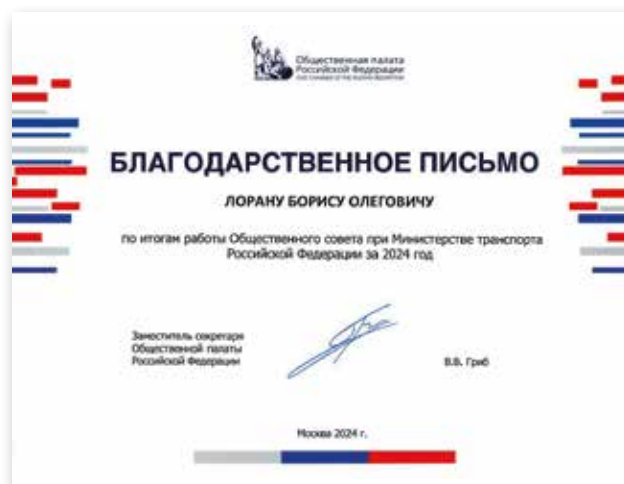 Общественная палата
Российской Федерации
БЛАГОДАРСТВЕННОЕ ПИСЬМО
ЛОРАНУ БОРИСУ ОЛЕГОВИЧУ
по итогам работы Общественного совета при Министерстве транспорта
Российской Федерации за 2024 год
Заместитель секретаря
Общественной палаты
Российской Федерации
В.В. Гриб
Москва 2024 г.